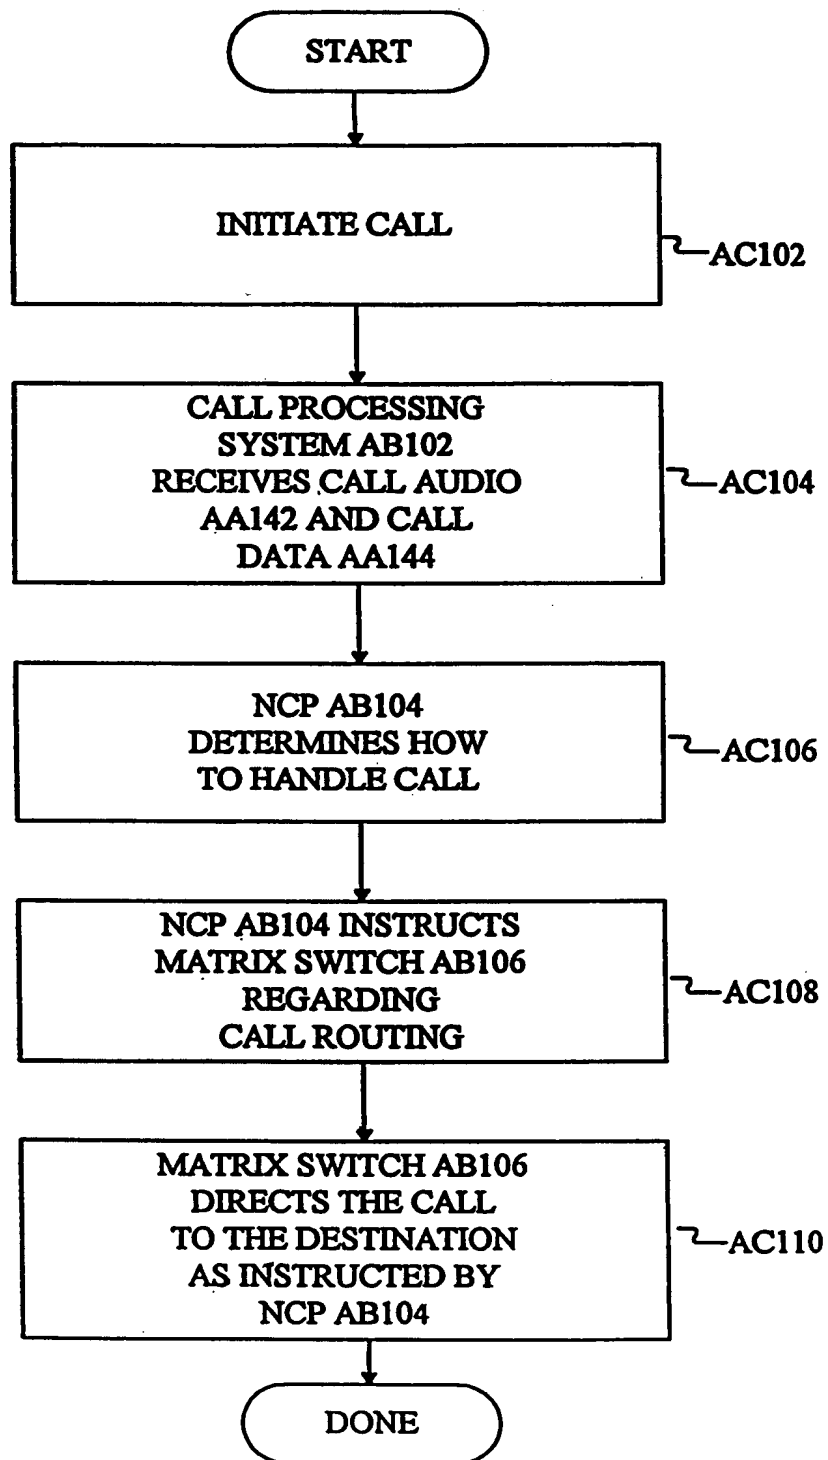 START
INITIATE CALL
AC102
CALL PROCESSING
SYSTEM AB102
RECEIVES CALL AUDIO
AA142 AND CALL
DATA AA144
AC104
NCP AB104
DETERMINES HOW
TO HANDLE CALL
AC106
NCP AB104 INSTRUCTS
MATRIX SWITCH AB106
REGARDING
CALL ROUTING
AC108
MATRIX SWITCH AB106
DIRECTS THE CALL
TO THE DESTINATION
AS INSTRUCTED BY
NCP AB104
AC110
DONE